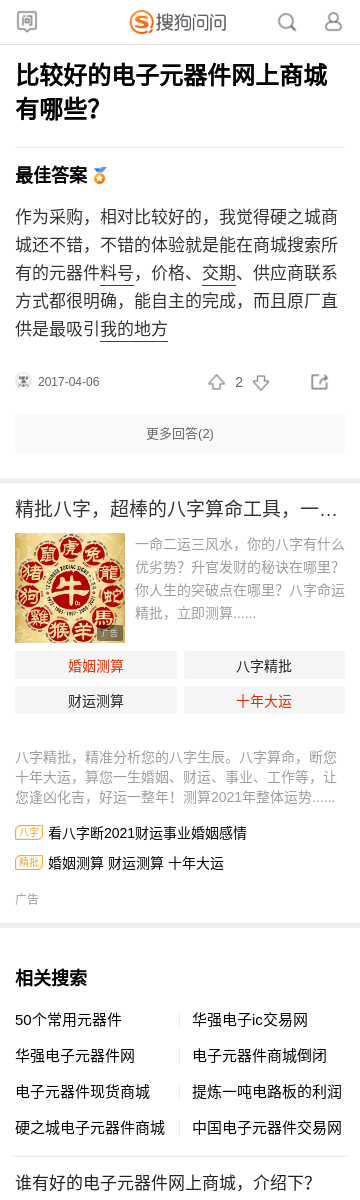 问
搜狗问问
比较好的电子元器件网上商城
有哪些？
最佳答案
作为采购，相对比较好的，我觉得硬之城商
城还不错，不错的体验就是能在商城搜索所
有的元器件料号，价格、交期、供应商联系
方式都很明确，能自主的完成，而且原厂直
供是最吸引我的地方
2017-04-06
2
更多回答(2)
精批八字，超棒的八字算命工具，一…
一命二运三风水，你的八字有什么
优劣势？升官发财的秘诀在哪里？
你人生的突破点在哪里？八字命运
精批，立即测算......
广告
婚姻测算
八字精批
财运测算
十年大运
八字精批，精准分析您的八字生辰。八字算命，断您
十年大运，算您一生婚姻、财运、事业、工作等，让
您逢凶化吉，好运一整年！测算2021年整体运势......
八字 看八字断2021财运事业婚姻感情
精批 婚姻测算 财运测算 十年大运
广告
相关搜索
50个常用元器件
华强电子ic交易网
华强电子元器件网
电子元器件商城倒闭
电子元器件现货商城
提炼一吨电路板的利润
硬之城电子元器件商城
中国电子元器件交易网
谁有好的电子元器件网上商城，介绍下？